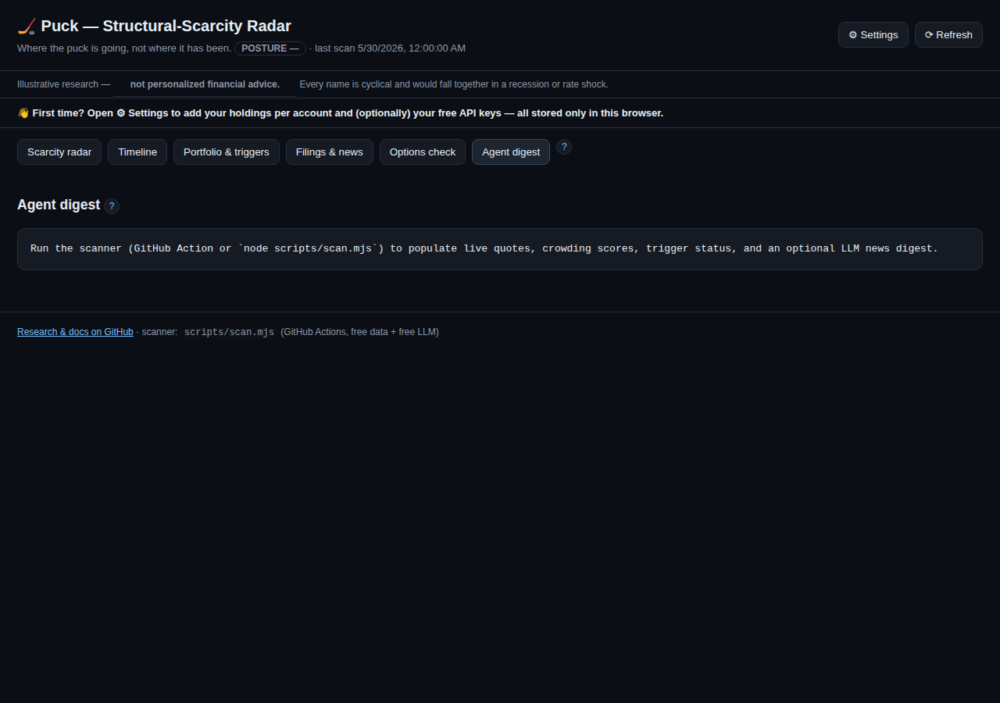 🏒 Puck — Structural-Scarcity Radar
Where the puck is going, not where it has been. POSTURE — · last scan 5/30/2026, 12:00:00 AM
⚙ Settings
⟳ Refresh
Illustrative research — not personalized financial advice. Every name is cyclical and would fall together in a recession or rate shock.
👋 First time? Open ⚙ Settings to add your holdings per account and (optionally) your free API keys — all stored only in this browser.
Scarcity radar
Timeline
Portfolio & triggers
Filings & news
Options check
Agent digest
?
Agent digest ?
Run the scanner (GitHub Action or `node scripts/scan.mjs`) to populate live quotes, crowding scores, trigger status, and an optional LLM news digest.
Research & docs on GitHub · scanner: scripts/scan.mjs (GitHub Actions, free data + free LLM)